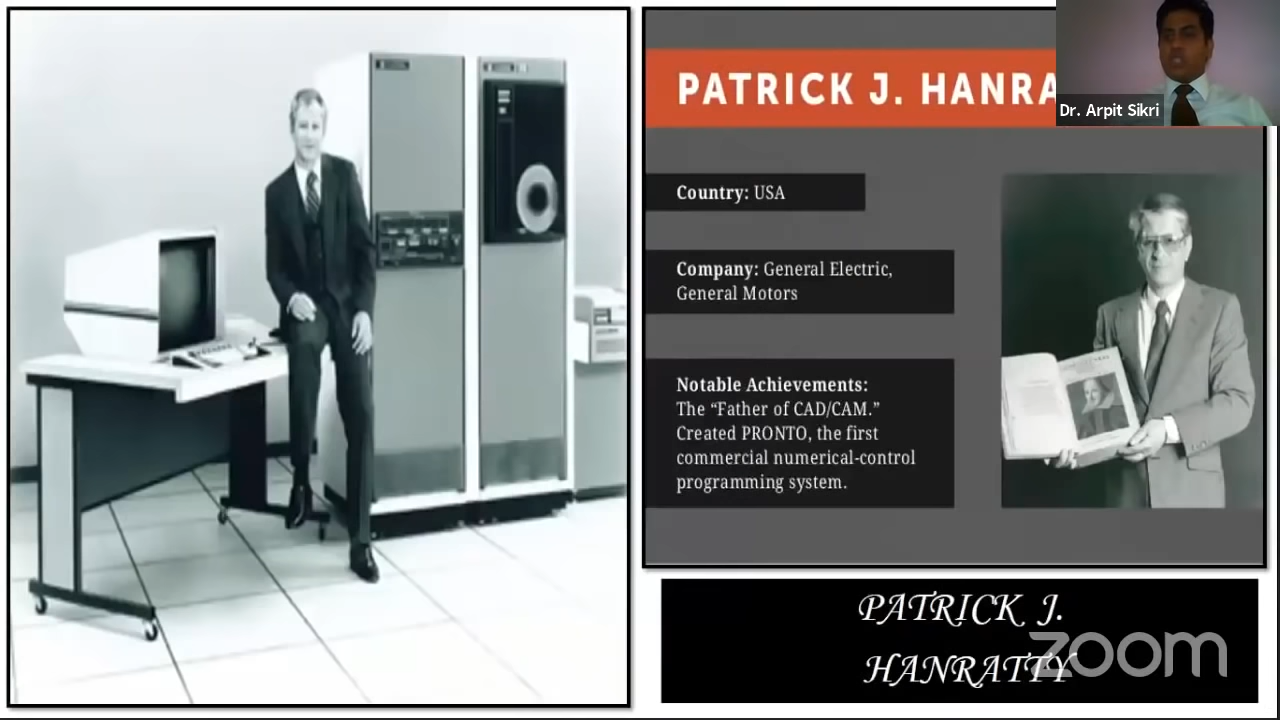 PATRICK J. HANRA
Dr. Arpit Sikri
Country: USA
Company: General Electric,
General Motors
Notable Achievements:
The “Father of CAD/CAM.”
Created PRONTO, the first
commercial numerical-control
programming system.
PATRICK J.
HANRATTY
zoom